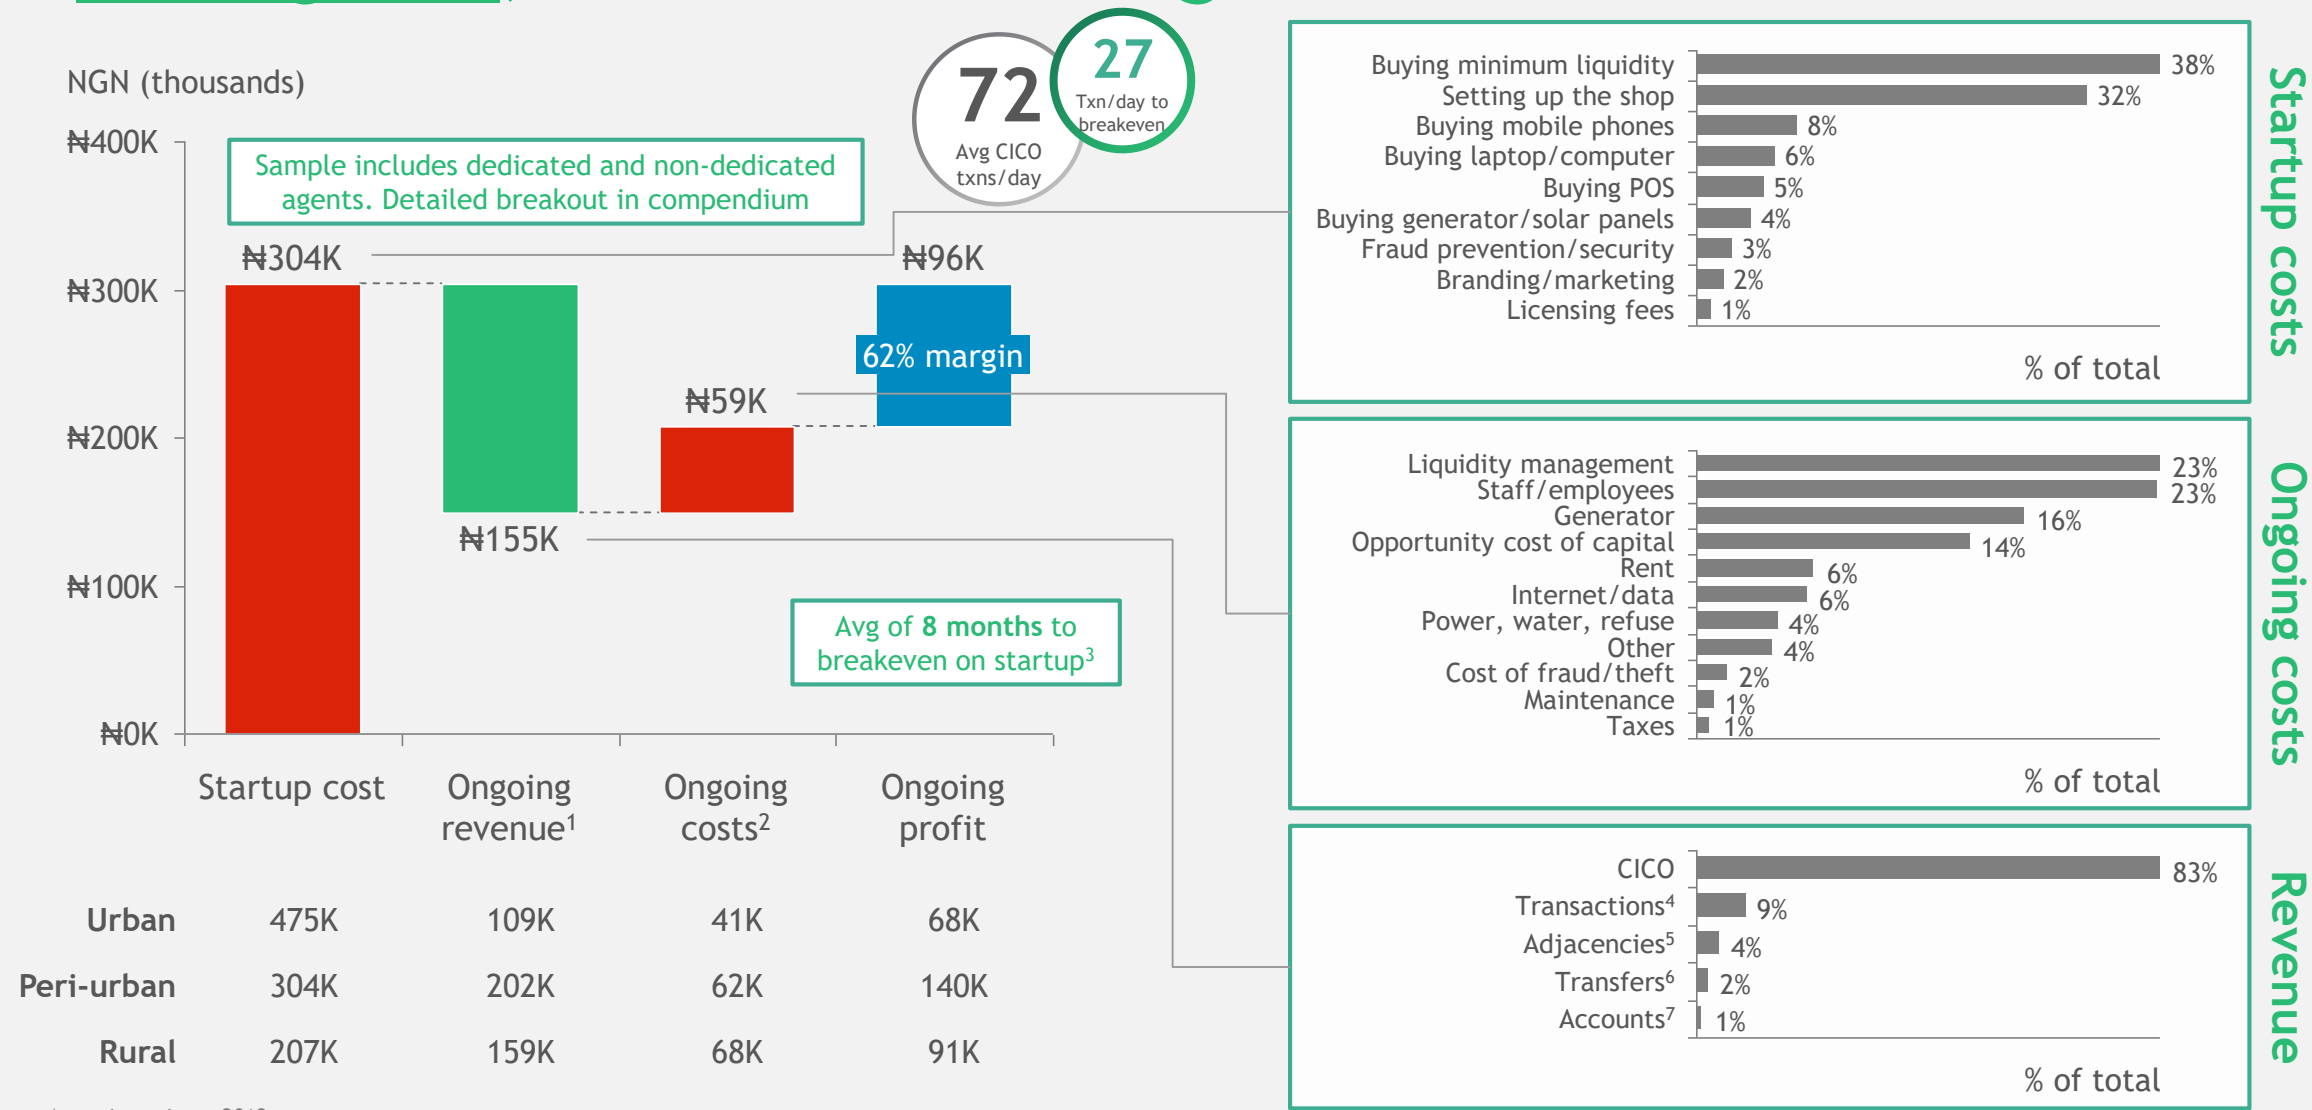 NGN (thousands)
72
Avg CICO
txns/day
27
Txn/day to
breakeven
₦400K
₦300K
₦200K
₦100K
₦0K
Sample includes dedicated and non-dedicated
agents. Detailed breakout in compendium
₦304K
₦155K
₦59K
₦96K
62% margin
Avg of 8 months to
breakeven on startup³
Startup cost
Ongoing
revenue¹
Ongoing
costs²
Ongoing
profit
Urban 475K 109K 41K 68K
Peri-urban 304K 202K 62K 140K
Rural 207K 159K 68K 91K
Startup costs
Buying minimum liquidity 38%
Setting up the shop 32%
Buying mobile phones 8%
Buying laptop/computer 6%
Buying POS 5%
Buying generator/solar panels 4%
Fraud prevention/security 3%
Branding/marketing 2%
Licensing fees 1%
% of total
Ongoing costs
Liquidity management 23%
Staff/employees 23%
Generator 16%
Opportunity cost of capital 14%
Rent 6%
Internet/data 6%
Power, water, refuse 4%
Other 4%
Cost of fraud/theft 2%
Maintenance 1%
Taxes 1%
% of total
Revenue
CICO 83%
Transactions⁴ 9%
Adjacencies⁵ 4%
Transfers⁶ 2%
Accounts⁷ 1%
% of total